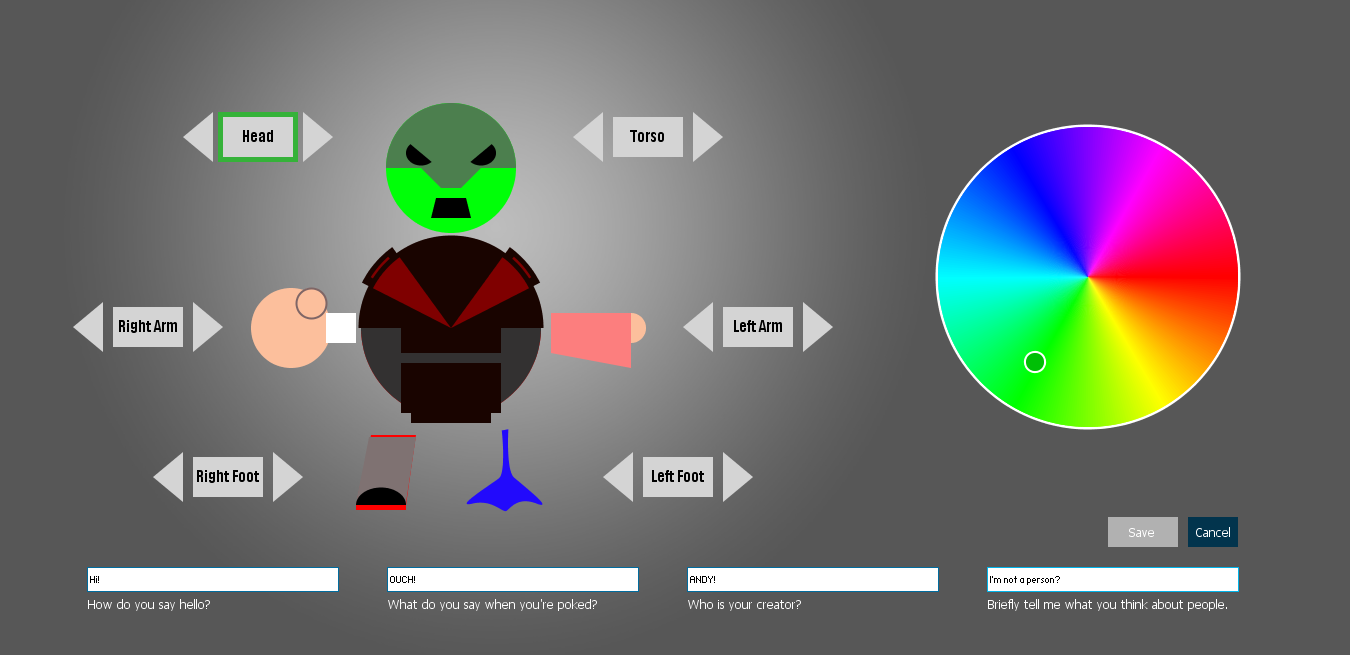 Head
Torso
Right Arm
Left Arm
Right Foot
Left Foot
Save
Cancel
Hi!
OUCH!
ANDY!
I'm not a person?
How do you say hello?
What do you say when you're poked?
Who is your creator?
Briefly tell me what you think about people.